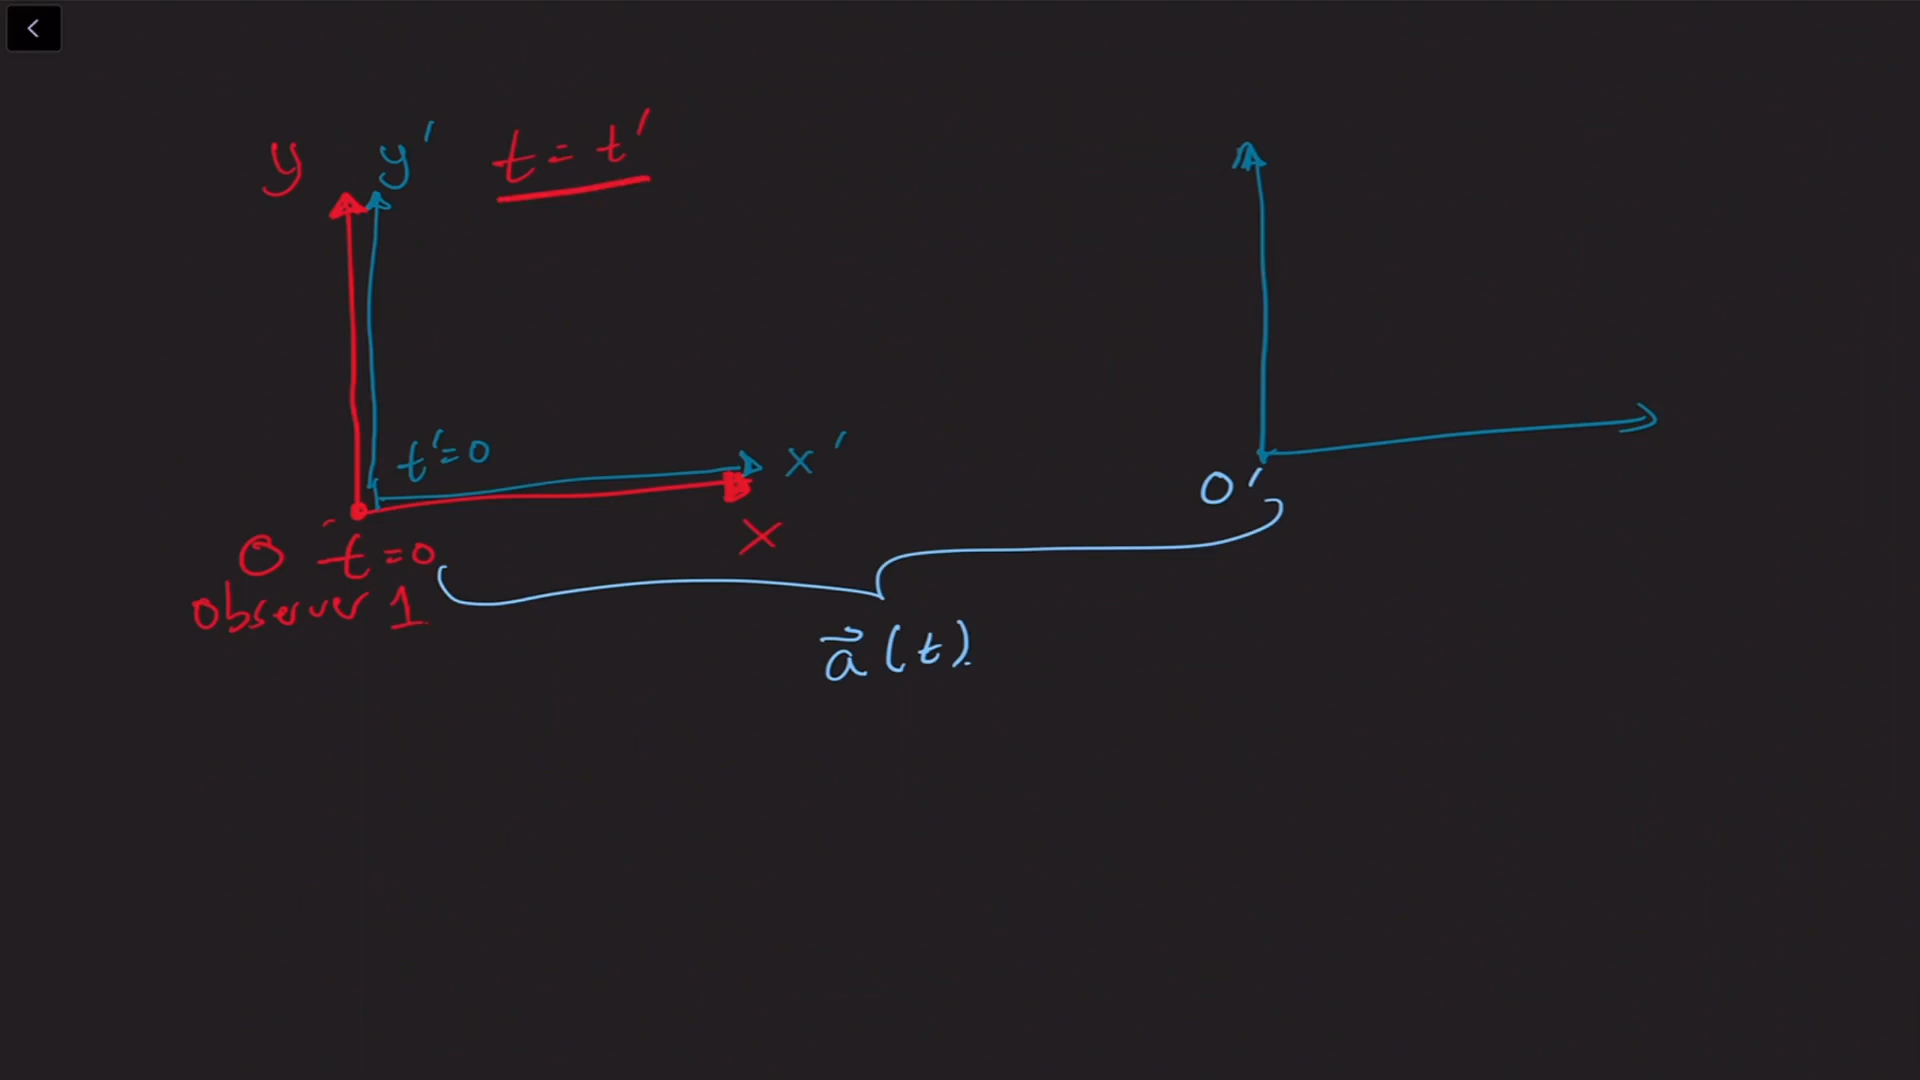 y y' t = t'
t'=0 x'
x
O t=0
observer 1
O'
a⃗(t).